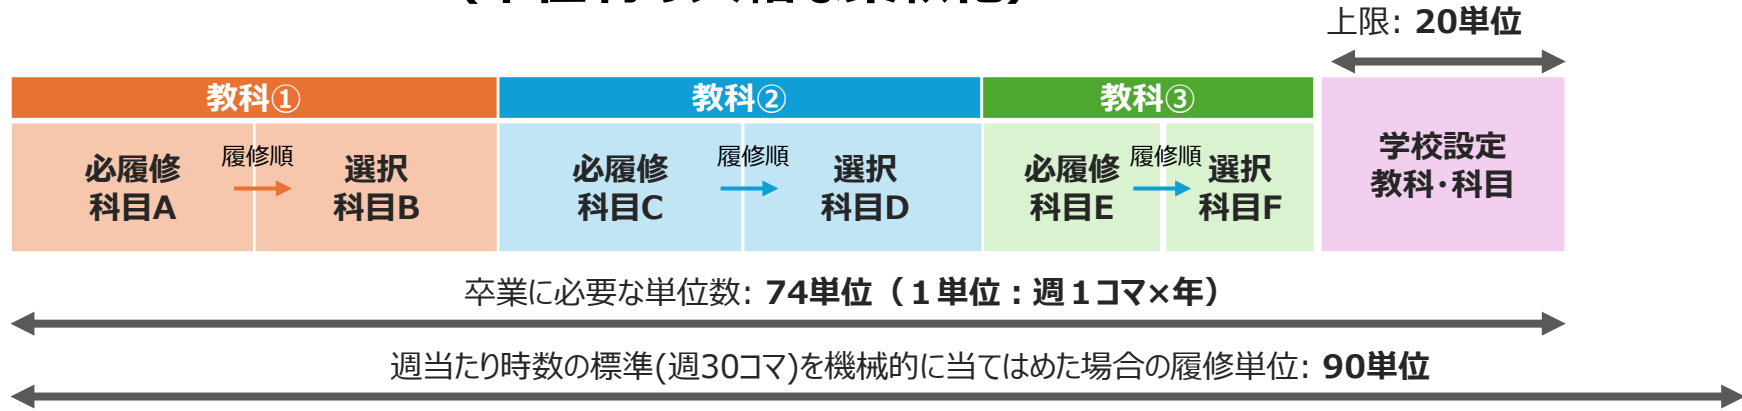 上限: 20単位
教科①
教科②
教科③
必履修
科目A
履修順
選択
科目B
必履修
科目C
履修順
選択
科目D
必履修
科目E
履修順
選択
科目F
学校設定
教科・科目
卒業に必要な単位数: 74単位（１単位：週１コマ×年）
週当たり時数の標準(週30コマ)を機械的に当てはめた場合の履修単位: 90単位